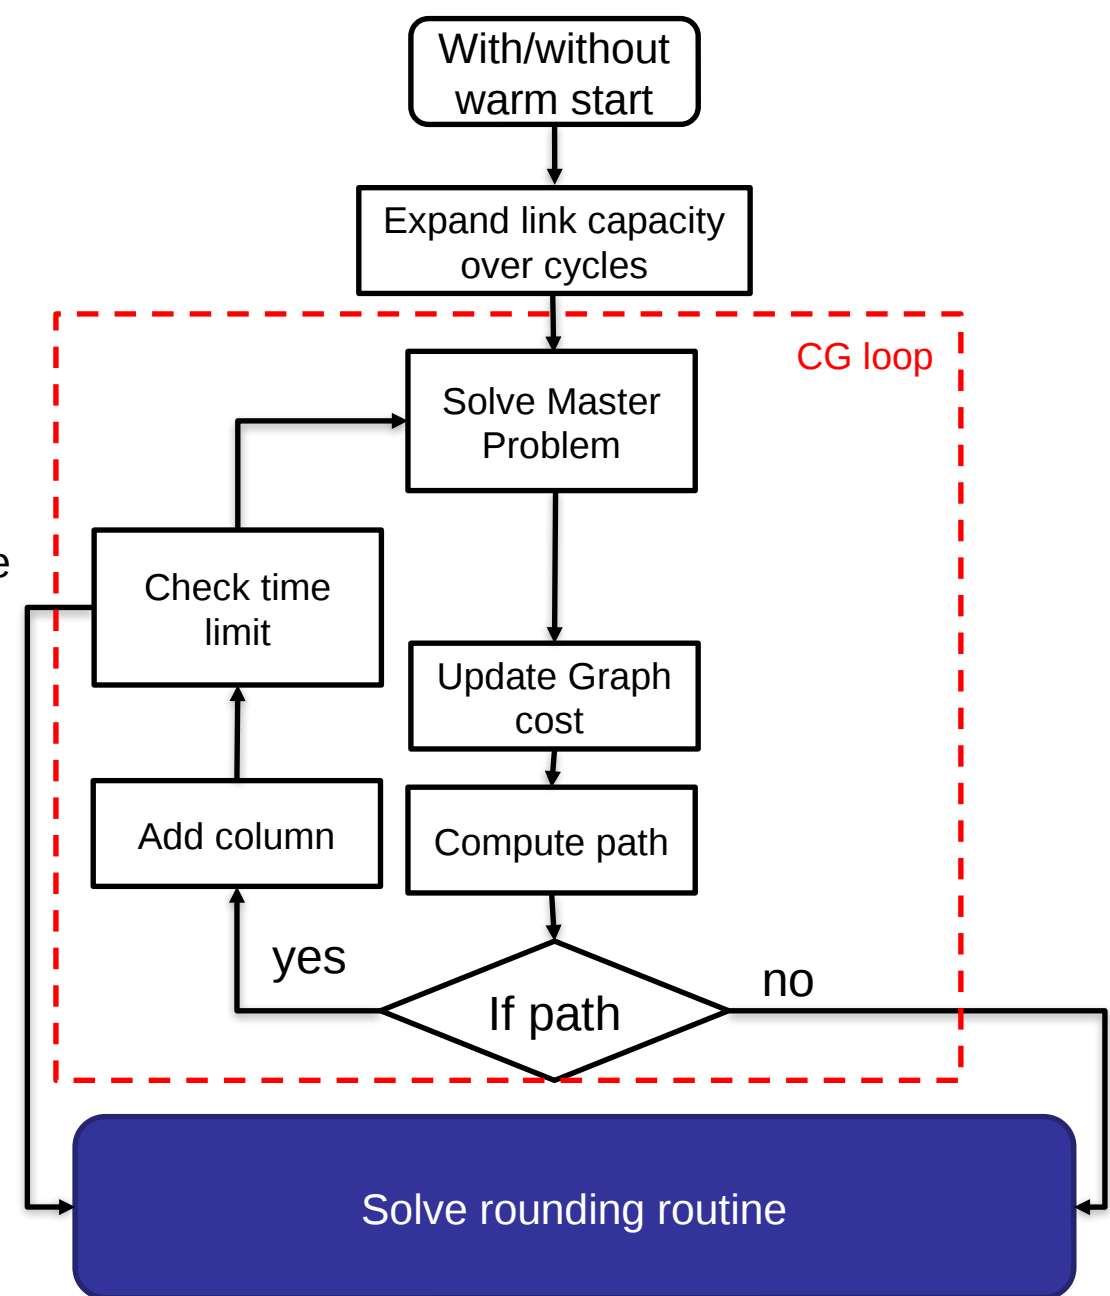 With/without
warm start
Expand link capacity
over cycles
CG loop
Solve Master
Problem
Check time
limit
Update Graph
cost
Add column
Compute path
yes
no
If path
Solve rounding routine